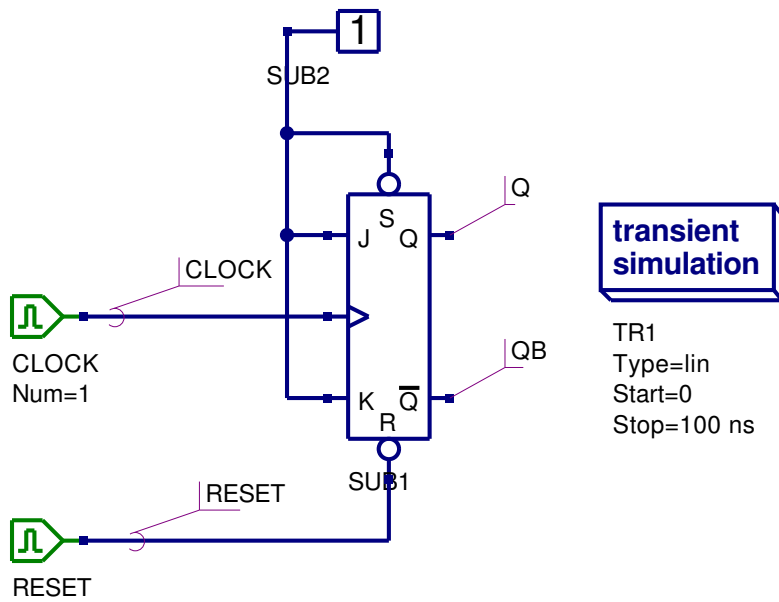 1
SUB2
S
Q
J
Q
transient
simulation
CLOCK
CLOCK
Num=1
QB
TR1
Type=lin
Start=0
Stop=100 ns
K
Q̅
R
SUB1
RESET
RESET